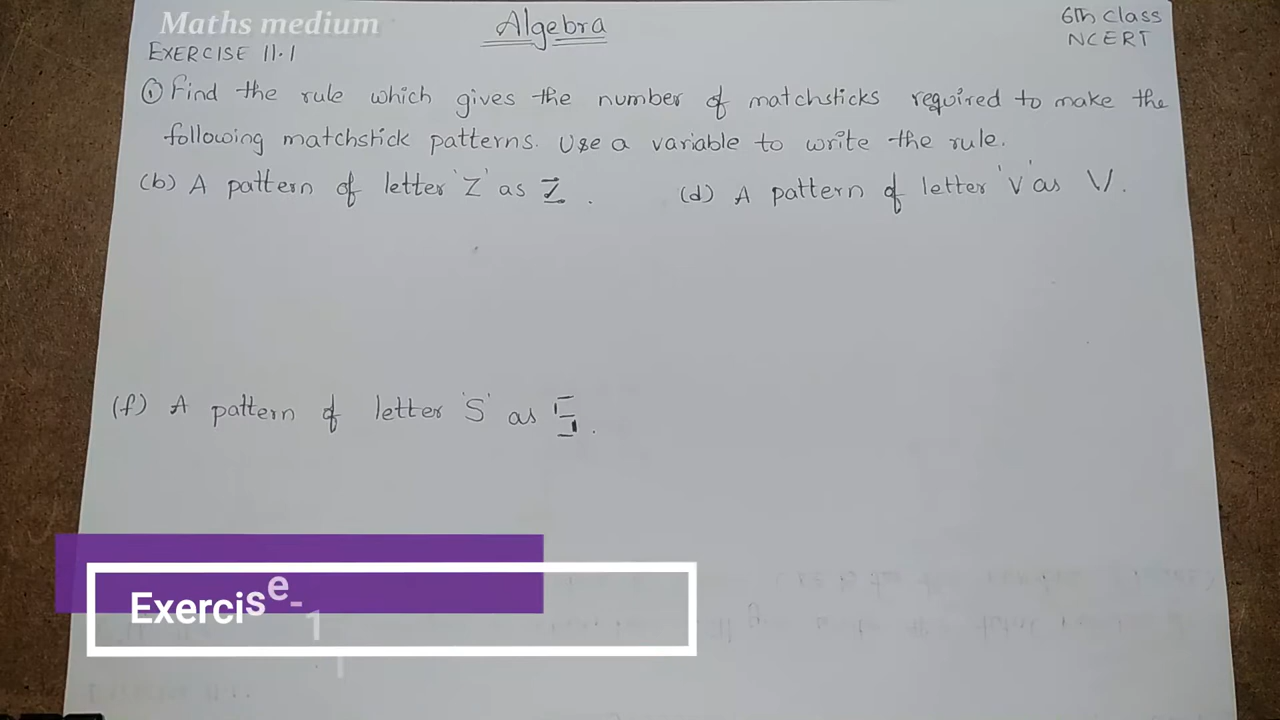 Maths medium
Algebra
6th Class
NCERT
EXERCISE 11.1
① Find the rule which gives the number of matchsticks required to make the
following matchstick patterns. Use a variable to write the rule.
(b) A pattern of letter 'Z' as Z.
(d) A pattern of letter 'V' as V.
(f) A pattern of letter 'S' as S.
Exercise-1